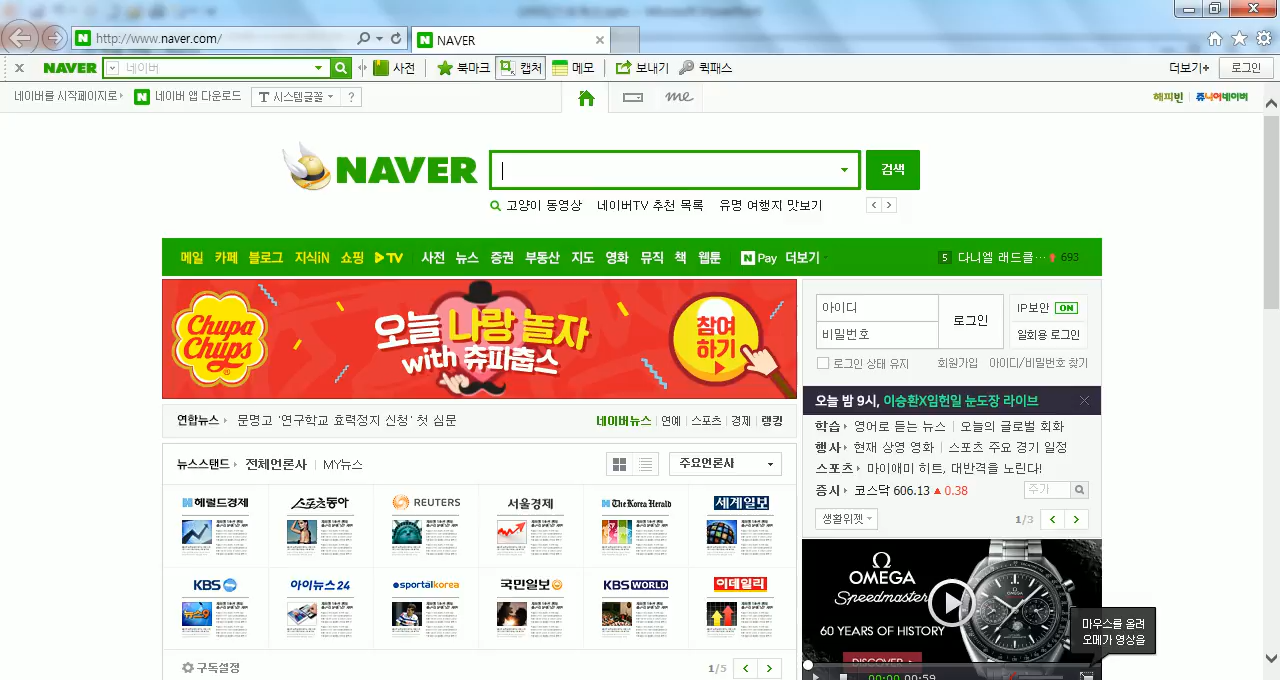 http://www.naver.com/
NAVER
NAVER
네이버
사전
북마크
캡처
메모
보내기
퀵패스
더보기+
로그인
네이버를 시작페이지로
네이버 앱 다운로드
T 시스템글꼴
?
me
해피빈
쥬니어네이버
NAVER
검색
고양이 동영상 네이버TV 추천 목록 유명 여행지 맛보기
메일 카페 블로그 지식iN 쇼핑 TV 사전 뉴스 증권 부동산 지도 영화 뮤직 책 웹툰 N Pay 더보기
5 다니엘 래드클… 693
Chupa Chups
오늘 나랑 놀자
with 츄파춥스
참여
하기
아이디
비밀번호
로그인
IP보안 ON
일회용 로그인
로그인 상태 유지
회원가입
아이디/비밀번호 찾기
연합뉴스
문명고 '연구학교 효력정지 신청' 첫 심문
네이버뉴스 연예 스포츠 경제 랭킹
오늘 밤 9시, 이승환X임헌일 눈도장 라이브
학습 영어로 듣는 뉴스 오늘의 글로벌 회화
행사 현재 상영 영화 스포츠 주요 경기 일정
스포츠 마이애미 히트, 대반격을 노린다!
증시 코스닥 606.13 ▲ 0.38
주가
생활위젯
1/3
뉴스스탠드 전체언론사 MY뉴스
주요언론사
헤럴드경제
스포츠동아
REUTERS
서울경제
The Korea Herald
세계일보
KBS
아이뉴스24
sportalkorea
국민일보
KBS WORLD
이데일리
구독설정
1/5
Ω
OMEGA
Speedmaster
60 YEARS OF HISTORY
DISCOVER
마우스를 올리
오메가 영상을
00:00 00:59